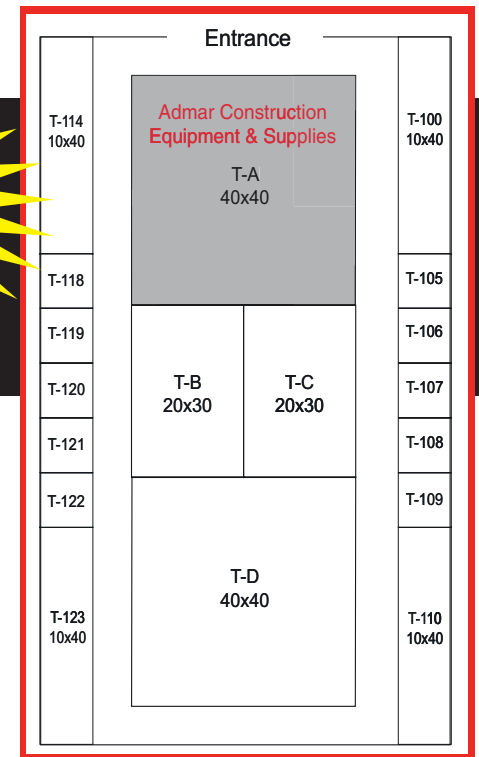 Entrance
Admar Construction
Equipment & Supplies
T-A
40x40
T-114
10x40
T-100
10x40
T-118
T-105
T-119
T-106
T-120
T-B
20x30
T-C
20x30
T-107
T-121
T-108
T-122
T-109
T-D
40x40
T-123
10x40
T-110
10x40